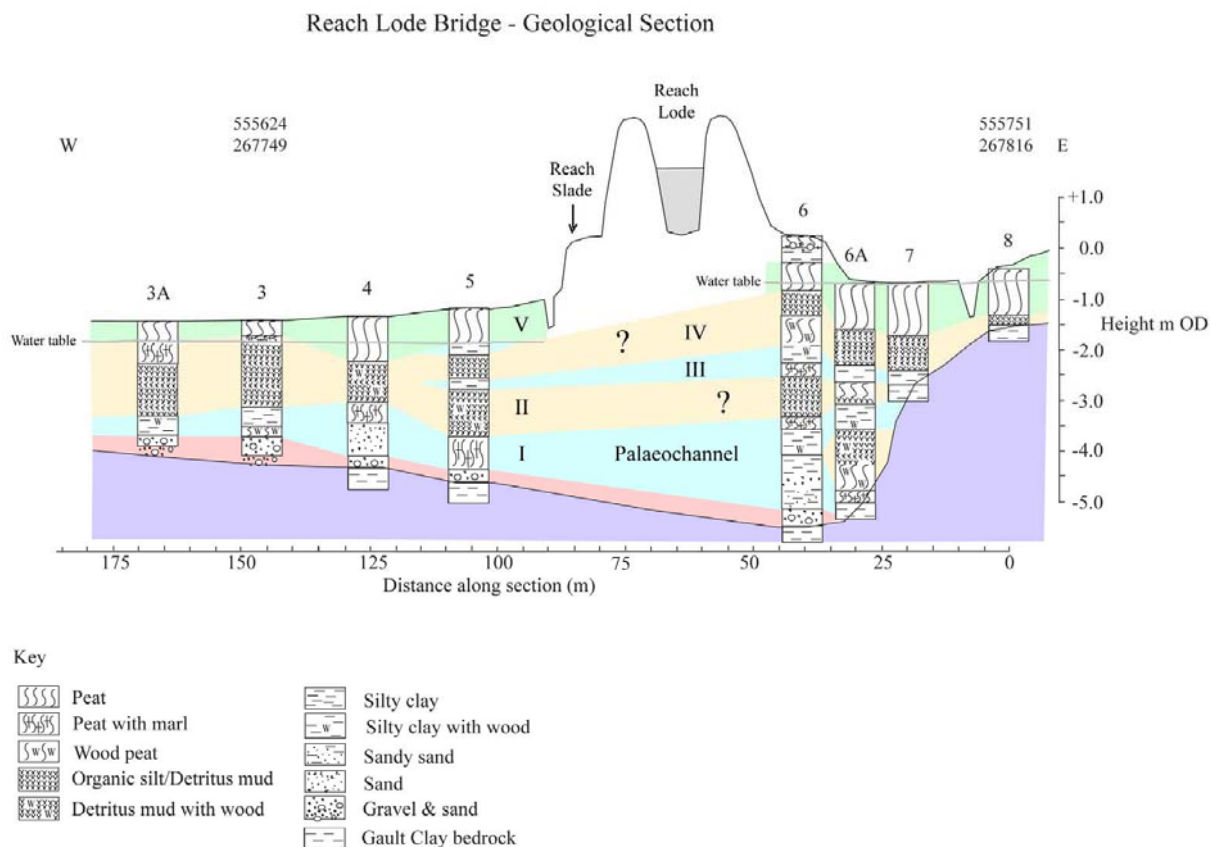 Reach Lode Bridge - Geological Section
Reach
Lode
555624
267749
555751
267816
W
E
Reach
Slade
+1.0
0.0
-1.0
-2.0
-3.0
-4.0
-5.0
Height m OD
3A
3
4
5
6
6A
7
8
Water table
Water table
V
IV
III
II
I
?
?
Palaeochannel
175
150
125
100
75
50
25
0
Distance along section (m)
Key
Peat
Peat with marl
Wood peat
Organic silt/Detritus mud
Detritus mud with wood
Silty clay
Silty clay with wood
Sandy sand
Sand
Gravel & sand
Gault Clay bedrock